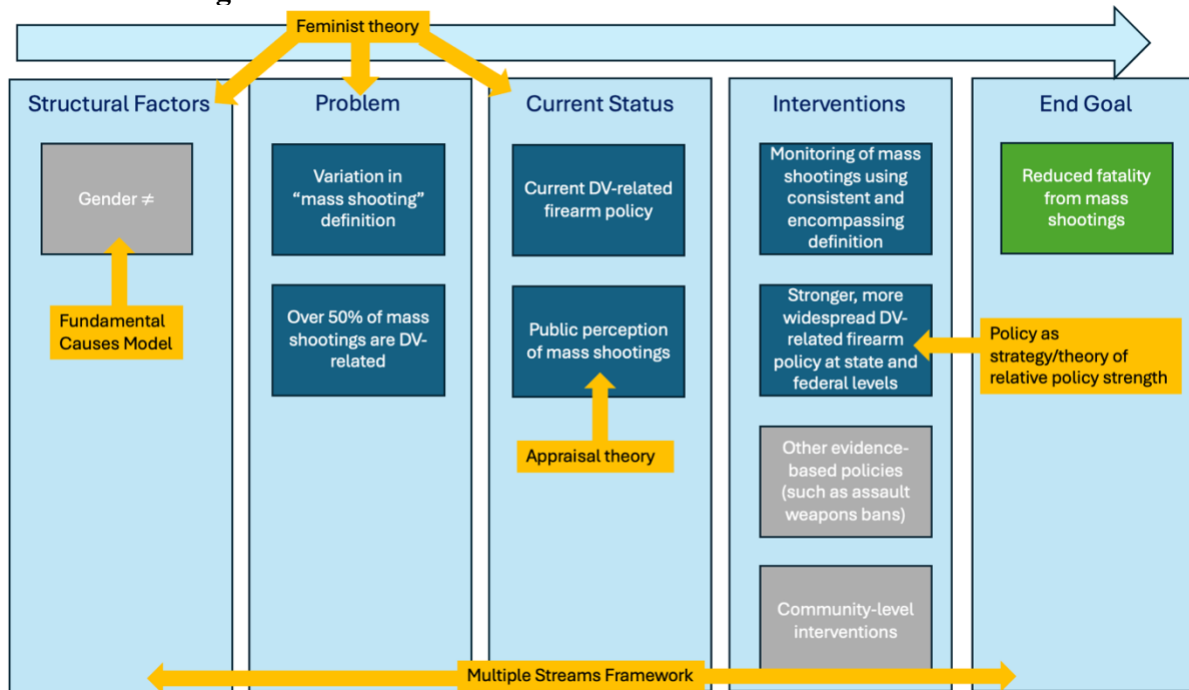 Feminist theory
Structural Factors
Gender ≠
Fundamental
Causes Model
Problem
Variation in
“mass shooting”
definition
Over 50% of mass
shootings are DV-
related
Current Status
Current DV-related
firearm policy
Public perception
of mass shootings
Appraisal theory
Interventions
Monitoring of mass
shootings using
consistent and
encompassing
definition
Stronger, more
widespread DV-
related firearm
policy at state and
federal levels
Other evidence-
based policies
(such as assault
weapons bans)
Community-level
interventions
End Goal
Reduced fatality
from mass
shootings
Policy as
strategy/theory of
relative policy strength
Multiple Streams Framework